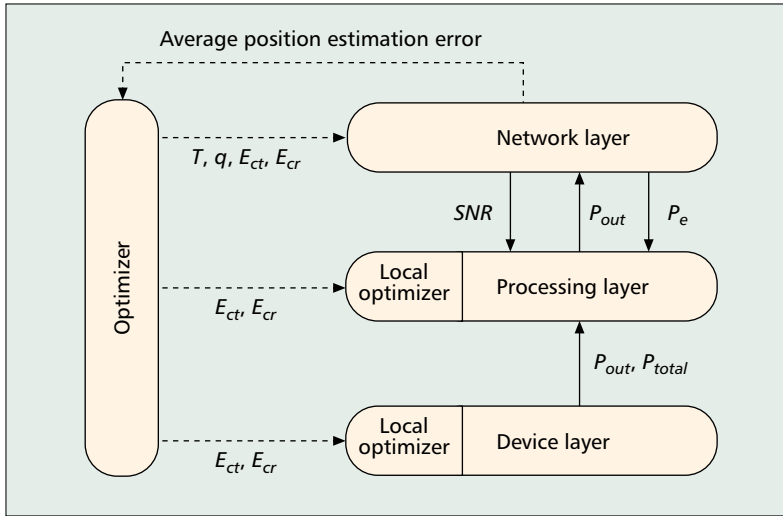 Average position estimation error
Network layer
T, q, E_ct, E_cr
SNR
P_out
P_e
Optimizer
Local
optimizer
Processing layer
E_ct, E_cr
P_out, P_total
Local
optimizer
Device layer
E_ct, E_cr